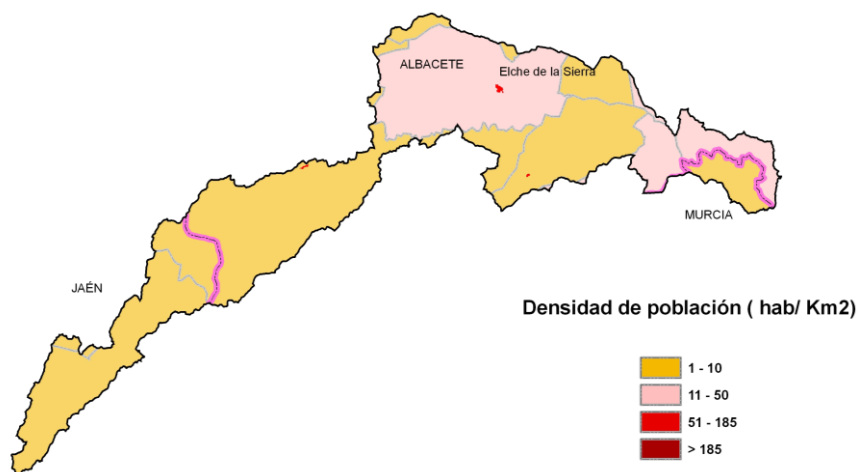 ALBACETE
Elche de la Sierra
MURCIA
JAÉN
Densidad de población ( hab/ Km2)
1 - 10
11 - 50
51 - 185
> 185